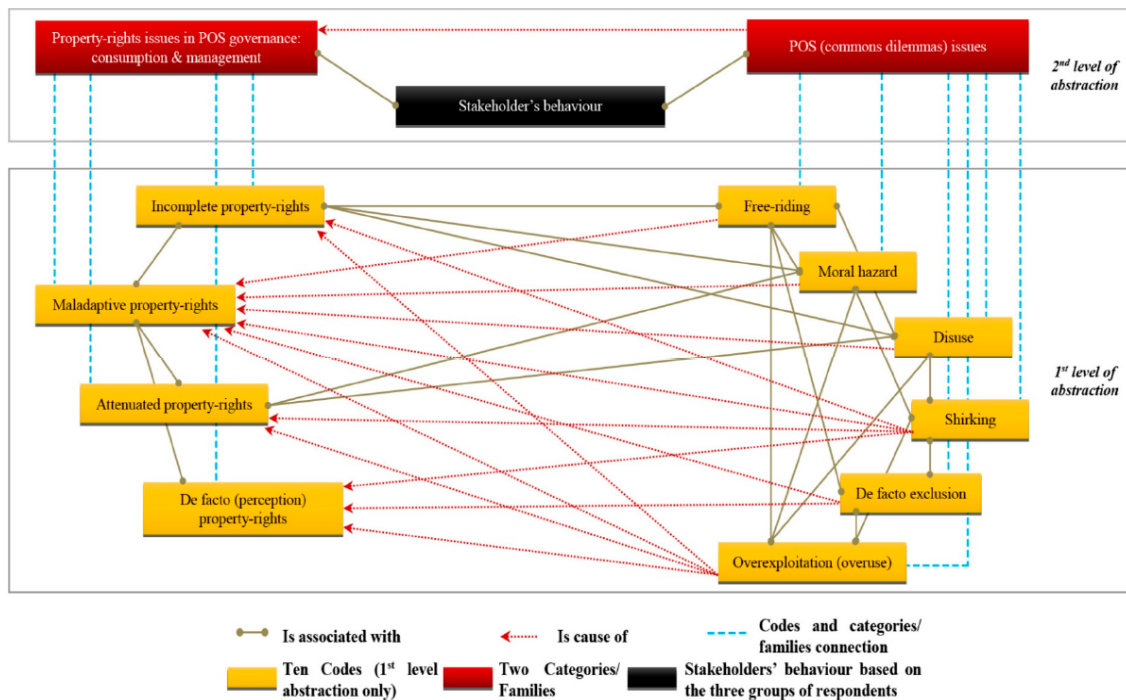 Property-rights issues in POS governance:
consumption & management
POS (commons dilemmas) issues
2nd level of
abstraction
Stakeholder's behaviour
Incomplete property-rights
Free-riding
Moral hazard
Maladaptive property-rights
Disuse
1st level of
abstraction
Attenuated property-rights
Shirking
De facto (perception)
property-rights
De facto exclusion
Overexploitation (overuse)
Is associated with
Is cause of
Codes and categories/
families connection
Ten Codes (1st level
abstraction only)
Two Categories/
Families
Stakeholders' behaviour based on
the three groups of respondents